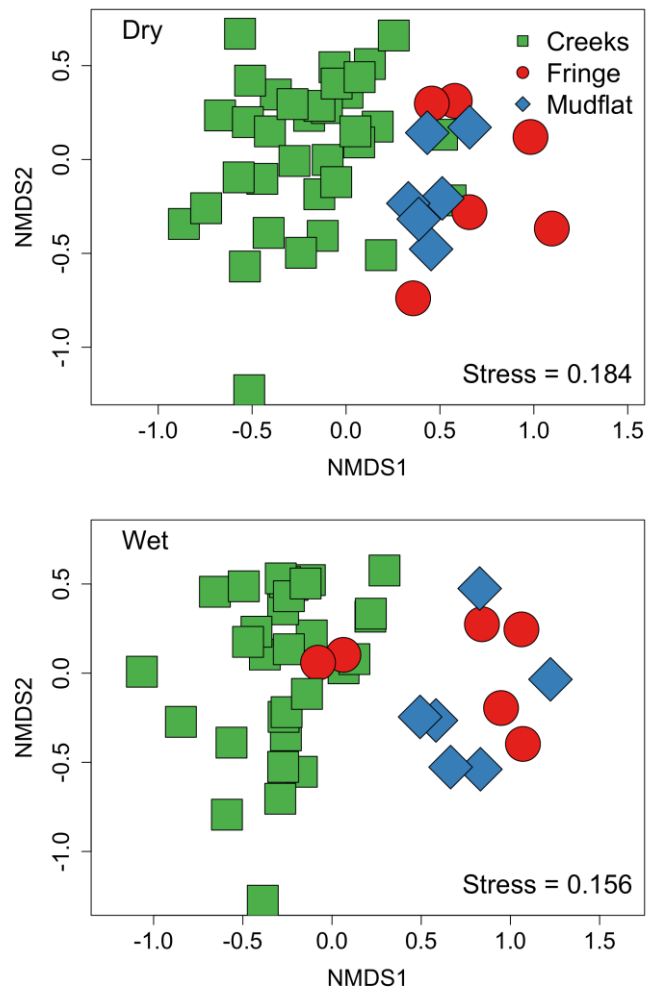 Dry
Creeks
Fringe
Mudflat
0.5
0.0
-0.5
-1.0
NMDS2
Stress = 0.184
-1.0 -0.5 0.0 0.5 1.0 1.5
NMDS1
Wet
0.5
0.0
-0.5
-1.0
NMDS2
Stress = 0.156
-1.0 -0.5 0.0 0.5 1.0 1.5
NMDS1